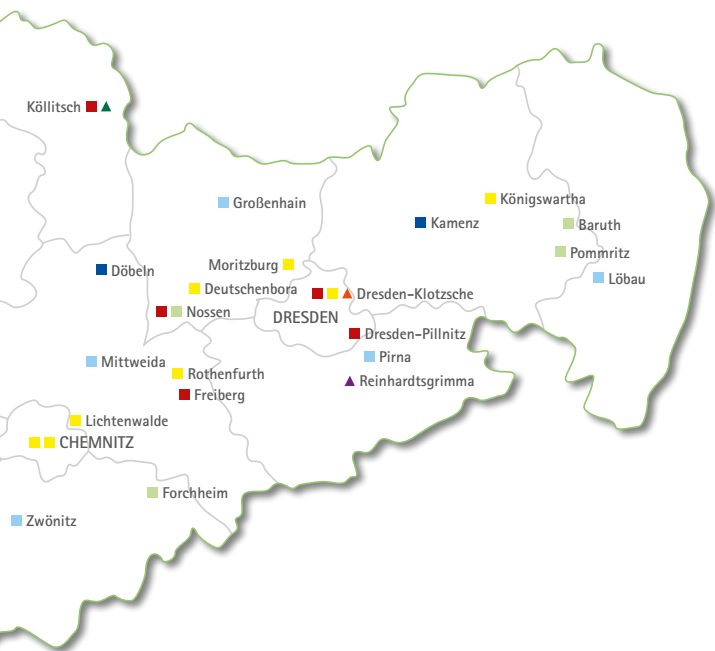 Köllitsch
Königswartha
Großenhain
Kamenz
Baruth
Pommritz
Moritzburg
Döbeln
Löbau
Deutschenbora
Dresden-Klotzsche
Nossen
DRESDEN
Dresden-Pillnitz
Pirna
Mittweida
Rothenfurth
Reinhardtsgrimma
Freiberg
Lichtenwalde
CHEMNITZ
Forchheim
Zwönitz